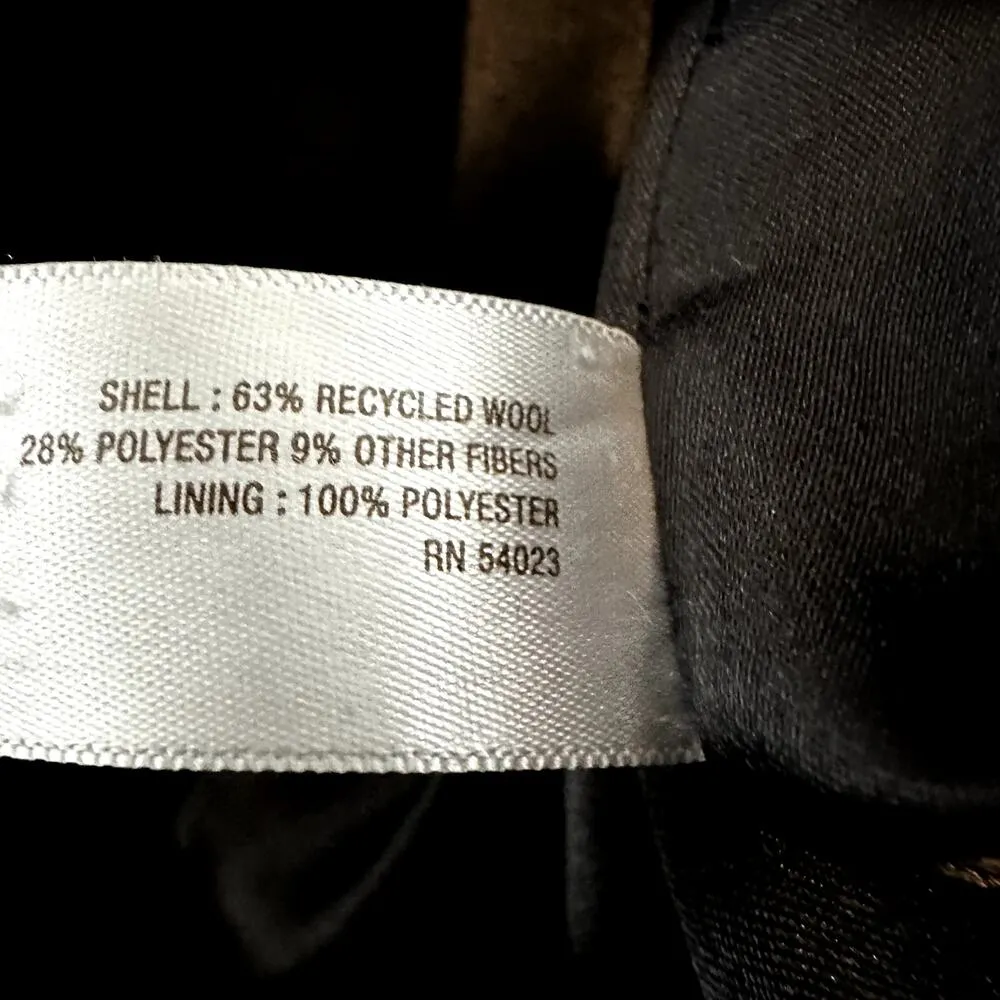 SHELL : 63% RECYCLED WOOL
28% POLYESTER 9% OTHER FIBERS
LINING : 100% POLYESTER
RN 54023